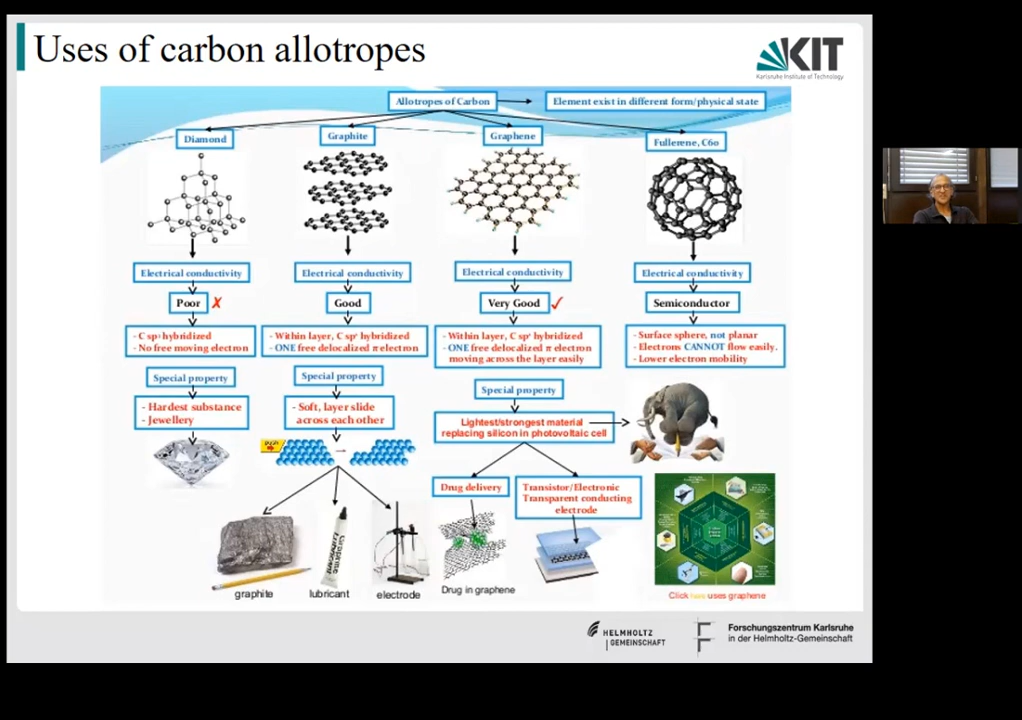 Uses of carbon allotropes
KIT
Karlsruhe Institute of Technology
Allotropes of Carbon
Element exist in different form/physical state
Diamond
Graphite
Graphene
Fullerene, C60
Electrical conductivity
Electrical conductivity
Electrical conductivity
Electrical conductivity
Poor ✗
Good
Very Good ✓
Semiconductor
- C sp³ hybridized
- No free moving electron
- Within layer, C sp² hybridized
- ONE free delocalized π electron
- Within layer, C sp² hybridized
- ONE free delocalized π electron
moving across the layer easily
- Surface sphere, not planar
- Electrons CANNOT flow easily.
- Lower electron mobility
Special property
- Hardest substance
- Jewellery
Special property
- Soft, layer slide
across each other
Special property
Lightest/strongest material
replacing silicon in photovoltaic cell
Drug delivery
Transistor/Electronic
Transparent conducting
electrode
graphite
lubricant
electrode
Drug in graphene
Click here uses graphene
HELMHOLTZ
GEMEINSCHAFT
Forschungszentrum Karlsruhe
in der Helmholtz-Gemeinschaft